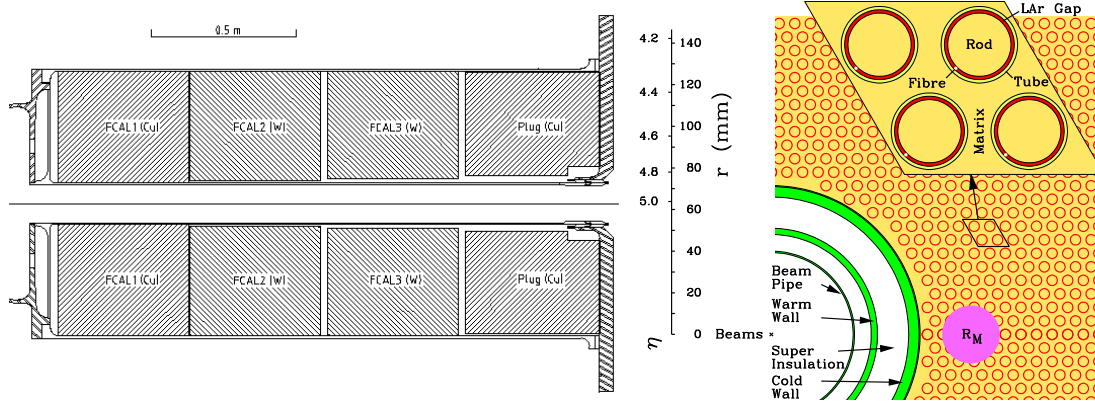 0.5 m
FCAL1 (Cu)
FCAL2 (W)
FCAL3 (W)
Plug (Cu)
FCAL1 (Cu)
FCAL2 (W)
FCAL3 (W)
Plug (Cu)
4.2
4.4
4.6
4.8
5.0
η
140
120
100
80
60
40
20
0
r (mm)
LAr Gap
Rod
Fibre
Tube
Matrix
Beam
Pipe
Warm
Wall
Beams
Super
Insulation
Cold
Wall
R_M